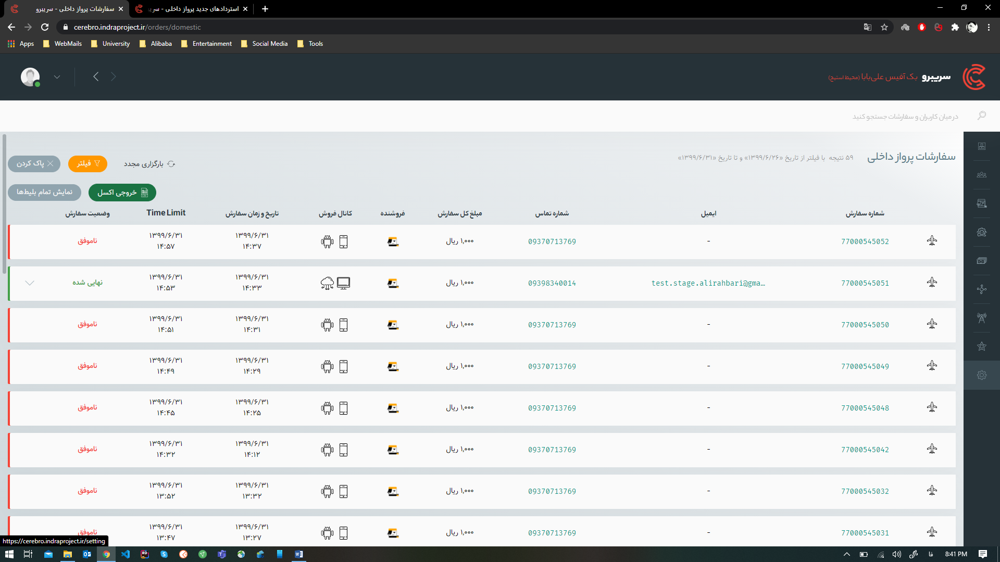 سفارشات پرواز داخلی - سریبرو
استردادهای جدید پرواز داخلی - سریب
cerebro.indraproject.ir/orders/domestic
Apps WebMails University Alibaba Entertainment Social Media Tools
سریبرو بک آفیس علی‌بابا (محیط استیج)
در میان کاربران و سفارشات جستجو کنید
سفارشات پرواز داخلی ۵۹ نتیجه با فیلتر از تاریخ «۱۳۹۹/۶/۲۶» و تا تاریخ «۱۳۹۹/۶/۳۱»
بارگزاری مجدد فیلتر پاک کردن
خروجی اکسل نمایش تمام بلیط‌ها
شماره سفارش ایمیل شماره تماس مبلغ کل سفارش فروشنده کانال فروش تاریخ و زمان سفارش Time Limit وضعیت سفارش
77000545052 - 09370713769 ۱,۰۰۰ ریال ۱۳۹۹/۶/۳۱ ۱۴:۳۷ ۱۳۹۹/۶/۳۱ ۱۴:۵۷ ناموفق
77000545051 test.stage.alirahbari@gma… 09398340014 ۱,۰۰۰ ریال ۱۳۹۹/۶/۳۱ ۱۴:۳۳ ۱۳۹۹/۶/۳۱ ۱۴:۵۳ نهایی شده
77000545050 - 09370713769 ۱,۰۰۰ ریال ۱۳۹۹/۶/۳۱ ۱۴:۳۱ ۱۳۹۹/۶/۳۱ ۱۴:۵۱ ناموفق
77000545049 - 09370713769 ۱,۰۰۰ ریال ۱۳۹۹/۶/۳۱ ۱۴:۲۹ ۱۳۹۹/۶/۳۱ ۱۴:۴۹ ناموفق
77000545048 - 09370713769 ۱,۰۰۰ ریال ۱۳۹۹/۶/۳۱ ۱۴:۲۵ ۱۳۹۹/۶/۳۱ ۱۴:۴۵ ناموفق
77000545042 - 09370713769 ۱,۰۰۰ ریال ۱۳۹۹/۶/۳۱ ۱۴:۱۲ ۱۳۹۹/۶/۳۱ ۱۴:۳۲ ناموفق
77000545032 - 09370713769 ۱,۰۰۰ ریال ۱۳۹۹/۶/۳۱ ۱۳:۳۲ ۱۳۹۹/۶/۳۱ ۱۳:۵۲ ناموفق
77000545031 - 09370713769 ۱,۰۰۰ ریال ۱۳۹۹/۶/۳۱ ۱۳:۲۷ ۱۳۹۹/۶/۳۱ ۱۳:۴۷ ناموفق
CMS
https://cerebro.indraproject.ir/setting
فا 8:41 PM